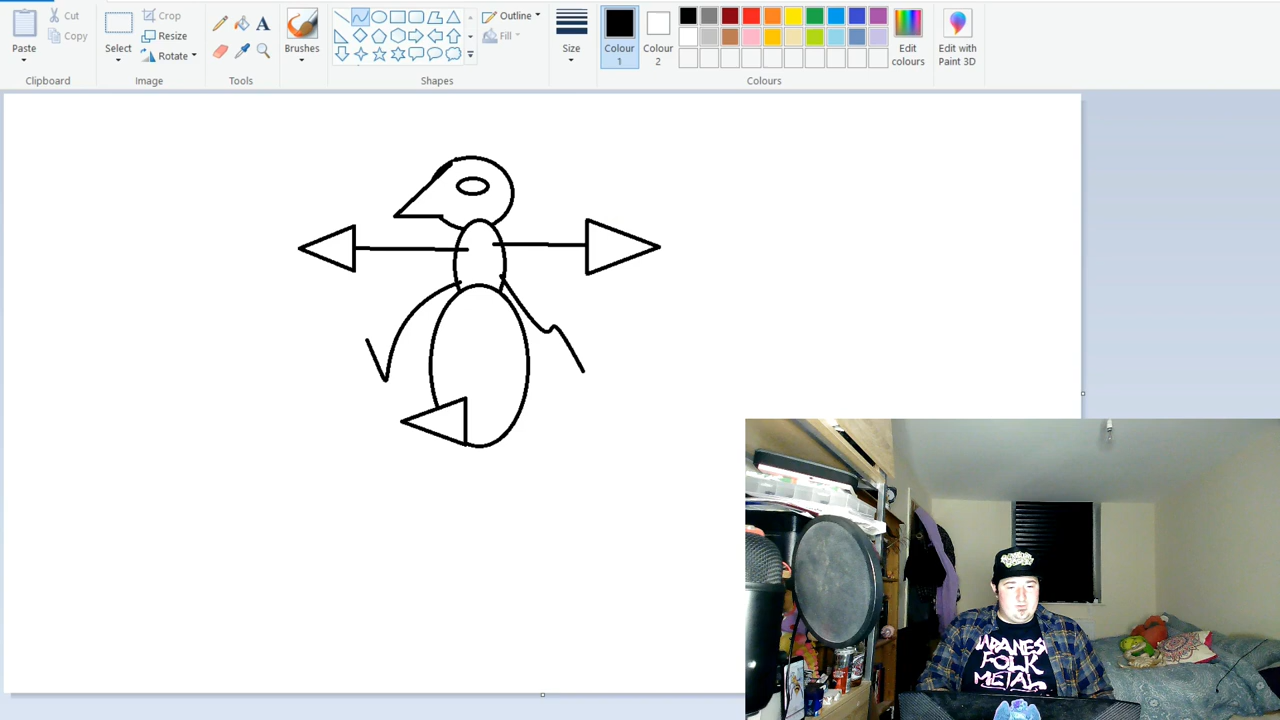 Paste
Cut
Copy
Clipboard
Select
Crop
Resize
Rotate
Image
A
Tools
Brushes
Shapes
Outline
Fill
Size
Colour
1
Colour
2
Edit
colours
Edit with
Paint 3D
Colours
JAPANESE
FOLK
METAL